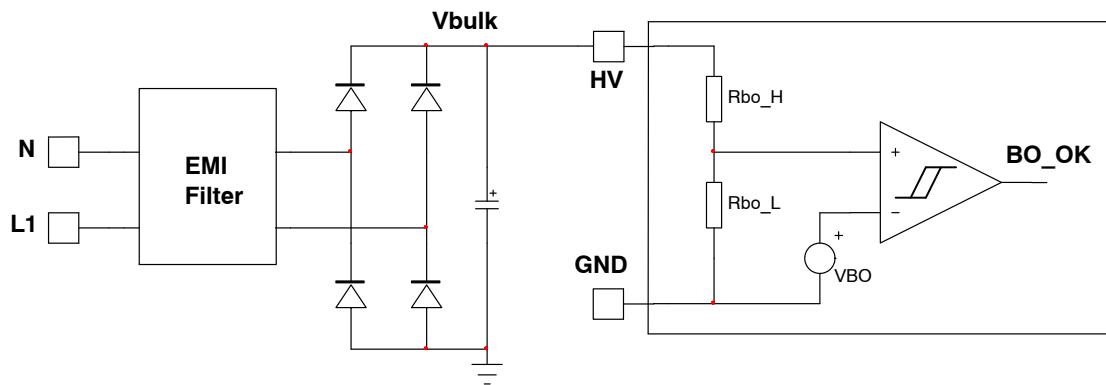 Vbulk
HV
Rbo_H
N
EMI
Filter
+
BO_OK
+
Rbo_L
−
L1
GND
+
VBO